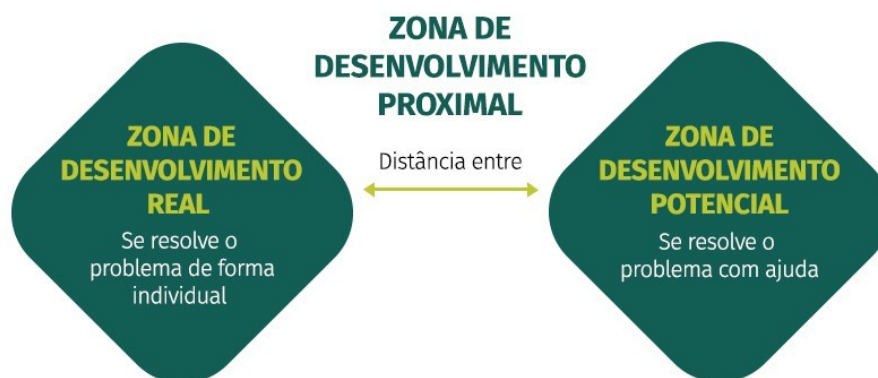 ZONA DE
DESENVOLVIMENTO
PROXIMAL
ZONA DE
DESENVOLVIMENTO
REAL
Se resolve o
problema de forma
individual
Distância entre
ZONA DE
DESENVOLVIMENTO
POTENCIAL
Se resolve o
problema com ajuda